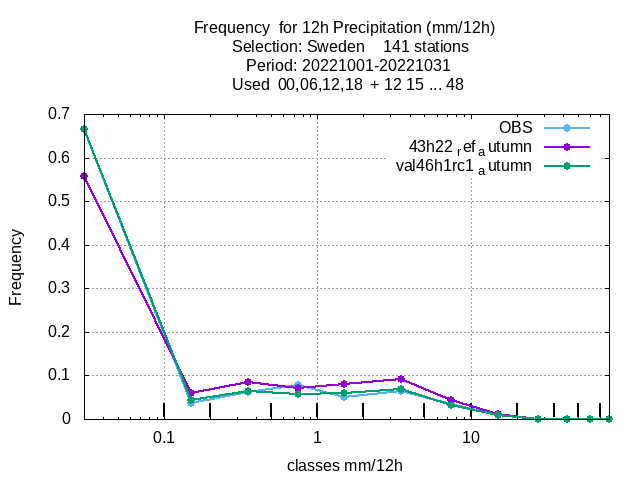 Frequency  for 12h Precipitation (mm/12h)
Selection: Sweden    141 stations
Period: 20221001-20221031
Used  00,06,12,18  + 12 15 ... 48
OBS
43h22 ref a utumn
val46h1rc1 a utumn
0.7
0.6
0.5
0.4
0.3
0.2
0.1
0
Frequency
0.1 1 10
classes mm/12h